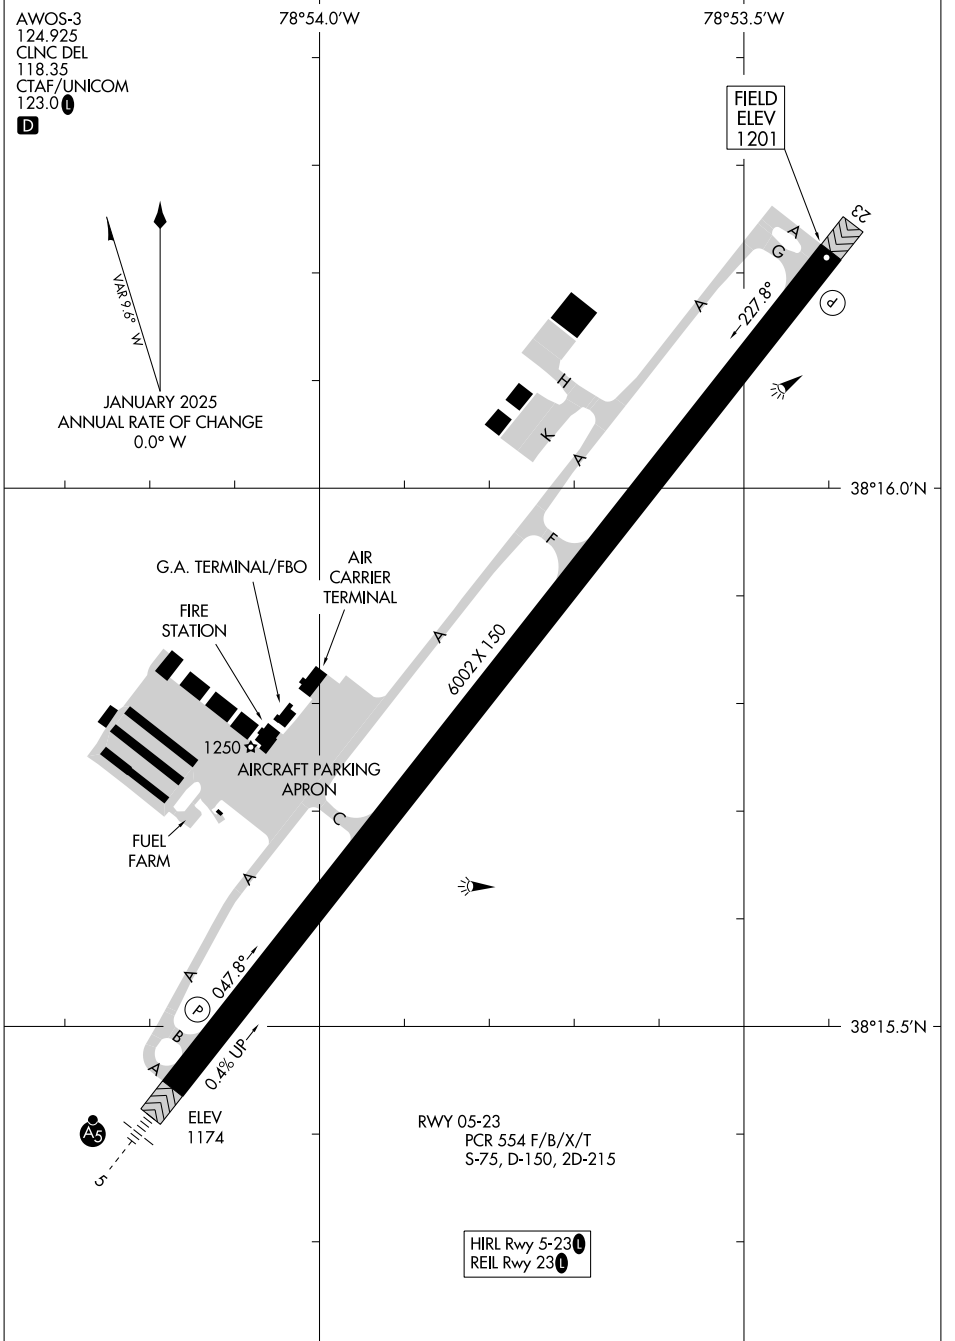 AWOS-3
124.925
CLNC DEL
118.35
CTAF/UNICOM
123.0 L
D
78°54.0'W
78°53.5'W
FIELD
ELEV
1201
23
A
G
A
227.8°
P
VAR 9.6° W
JANUARY 2025
ANNUAL RATE OF CHANGE
0.0° W
H
K
A
38°16.0'N
F
G.A. TERMINAL/FBO
AIR
CARRIER
TERMINAL
FIRE
STATION
A
6002 X 150
1250
AIRCRAFT PARKING
APRON
C
FUEL
FARM
A
A
047.8°
P
B
38°15.5'N
0.4% UP
A
ELEV
1174
A5
5
RWY 05-23
PCR 554 F/B/X/T
S-75, D-150, 2D-215
HIRL Rwy 5-23 L
REIL Rwy 23 L